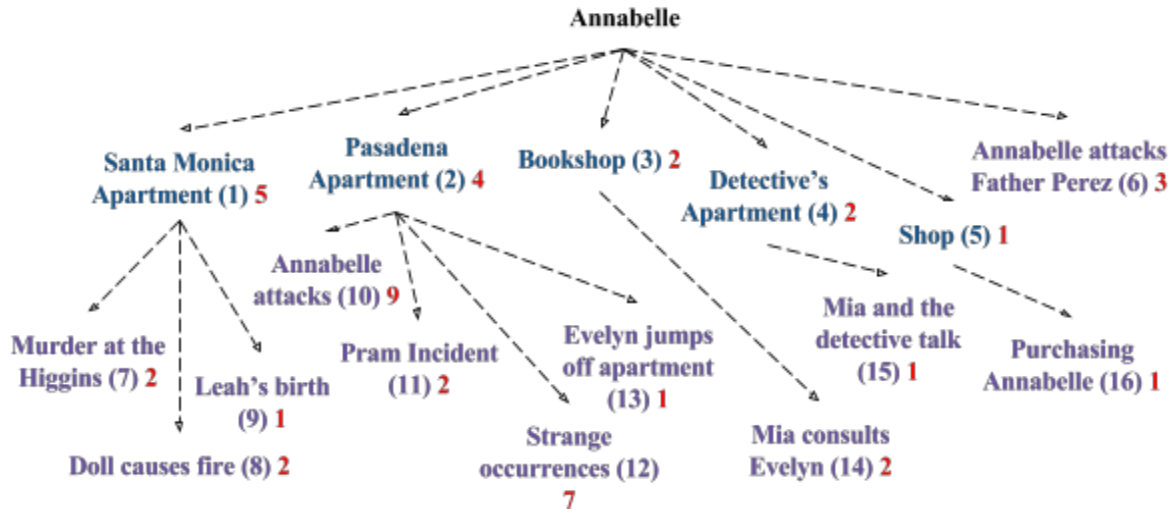 Annabelle
Santa Monica
Apartment (1) 5
Pasadena
Apartment (2) 4
Bookshop (3) 2
Detective's
Apartment (4) 2
Shop (5) 1
Annabelle attacks
Father Perez (6) 3
Murder at the
Higgins (7) 2
Doll causes fire (8) 2
Leah's birth
(9) 1
Annabelle
attacks (10) 9
Pram Incident
(11) 2
Strange
occurrences (12)
7
Evelyn jumps
off apartment
(13) 1
Mia consults
Evelyn (14) 2
Mia and the
detective talk
(15) 1
Purchasing
Annabelle (16) 1